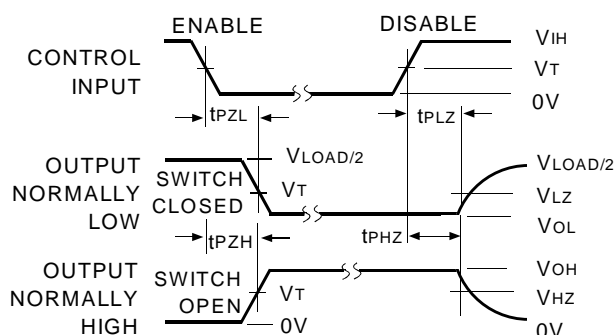 ENABLE
DISABLE
CONTROL
INPUT
VIH
VT
0V
tPZL
tPLZ
OUTPUT
NORMALLY
LOW
SWITCH
CLOSED
VLOAD/2
VT
VLOAD/2
VLZ
VOL
tPZH
tPHZ
OUTPUT
NORMALLY
HIGH
SWITCH
OPEN
VT
0V
VOH
VHZ
0V